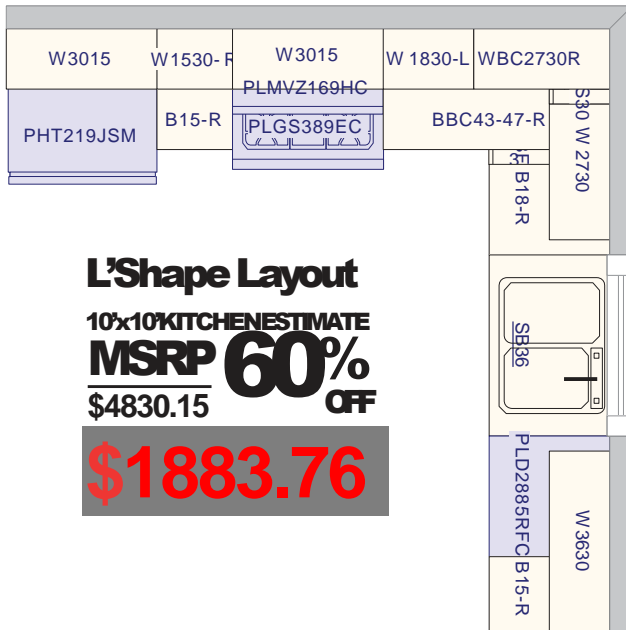 W3015
W1530-R
W3015
W 1830-L
WBC2730R
PLMVZ169HC
PHT219JSM
B15-R
PLGS389EC
BBC43-47-R
S30 W 2730
B18-R
SB36
PLD2885RFC
B15-R
W3630
L'Shape Layout
10'x10'KITCHENESTIMATE
MSRP 60%
$4830.15 OFF
$1883.76